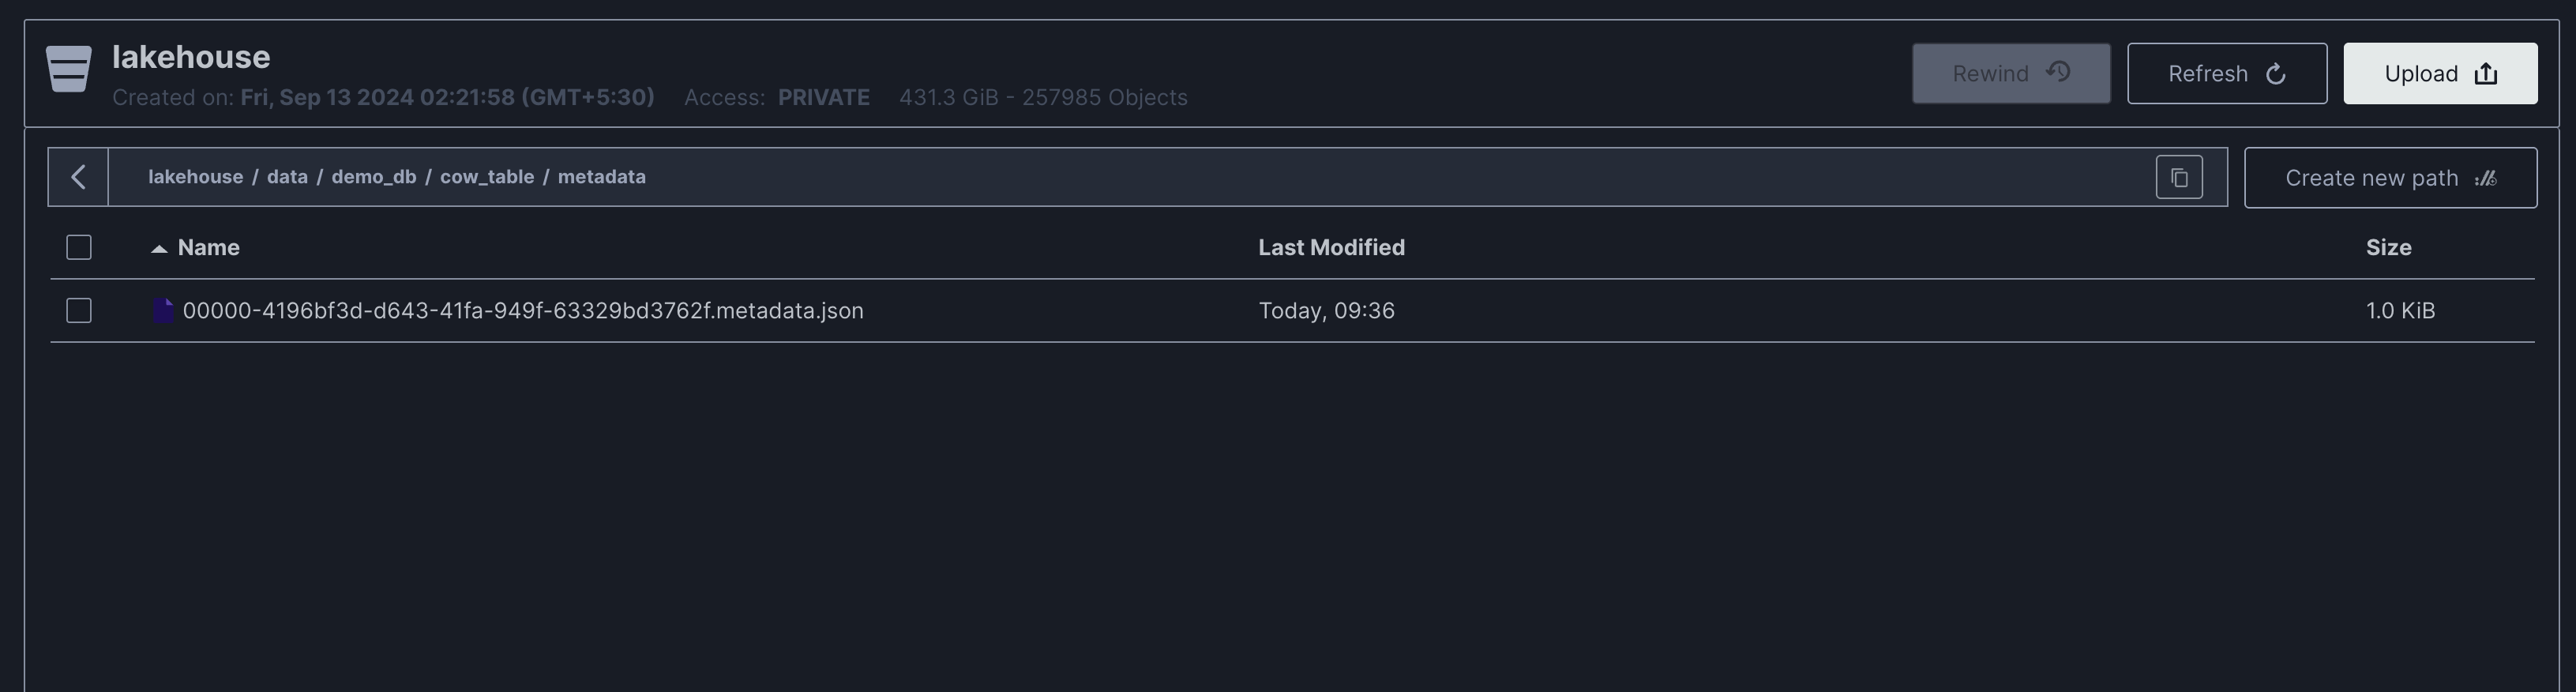 lakehouse
Created on: Fri, Sep 13 2024 02:21:58 (GMT+5:30) Access: PRIVATE 431.3 GiB - 257985 Objects
Rewind
Refresh
Upload
lakehouse / data / demo_db / cow_table / metadata
Create new path
Name Last Modified Size
00000-4196bf3d-d643-41fa-949f-63329bd3762f.metadata.json Today, 09:36 1.0 KiB